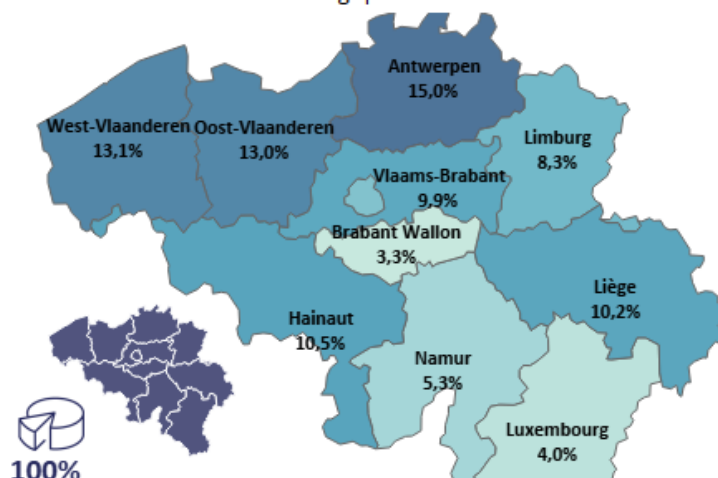 Antwerpen
15,0%
West-Vlaanderen
13,1%
Oost-Vlaanderen
13,0%
Limburg
8,3%
Vlaams-Brabant
9,9%
Brabant Wallon
3,3%
Liège
10,2%
Hainaut
10,5%
Namur
5,3%
Luxembourg
4,0%
100%